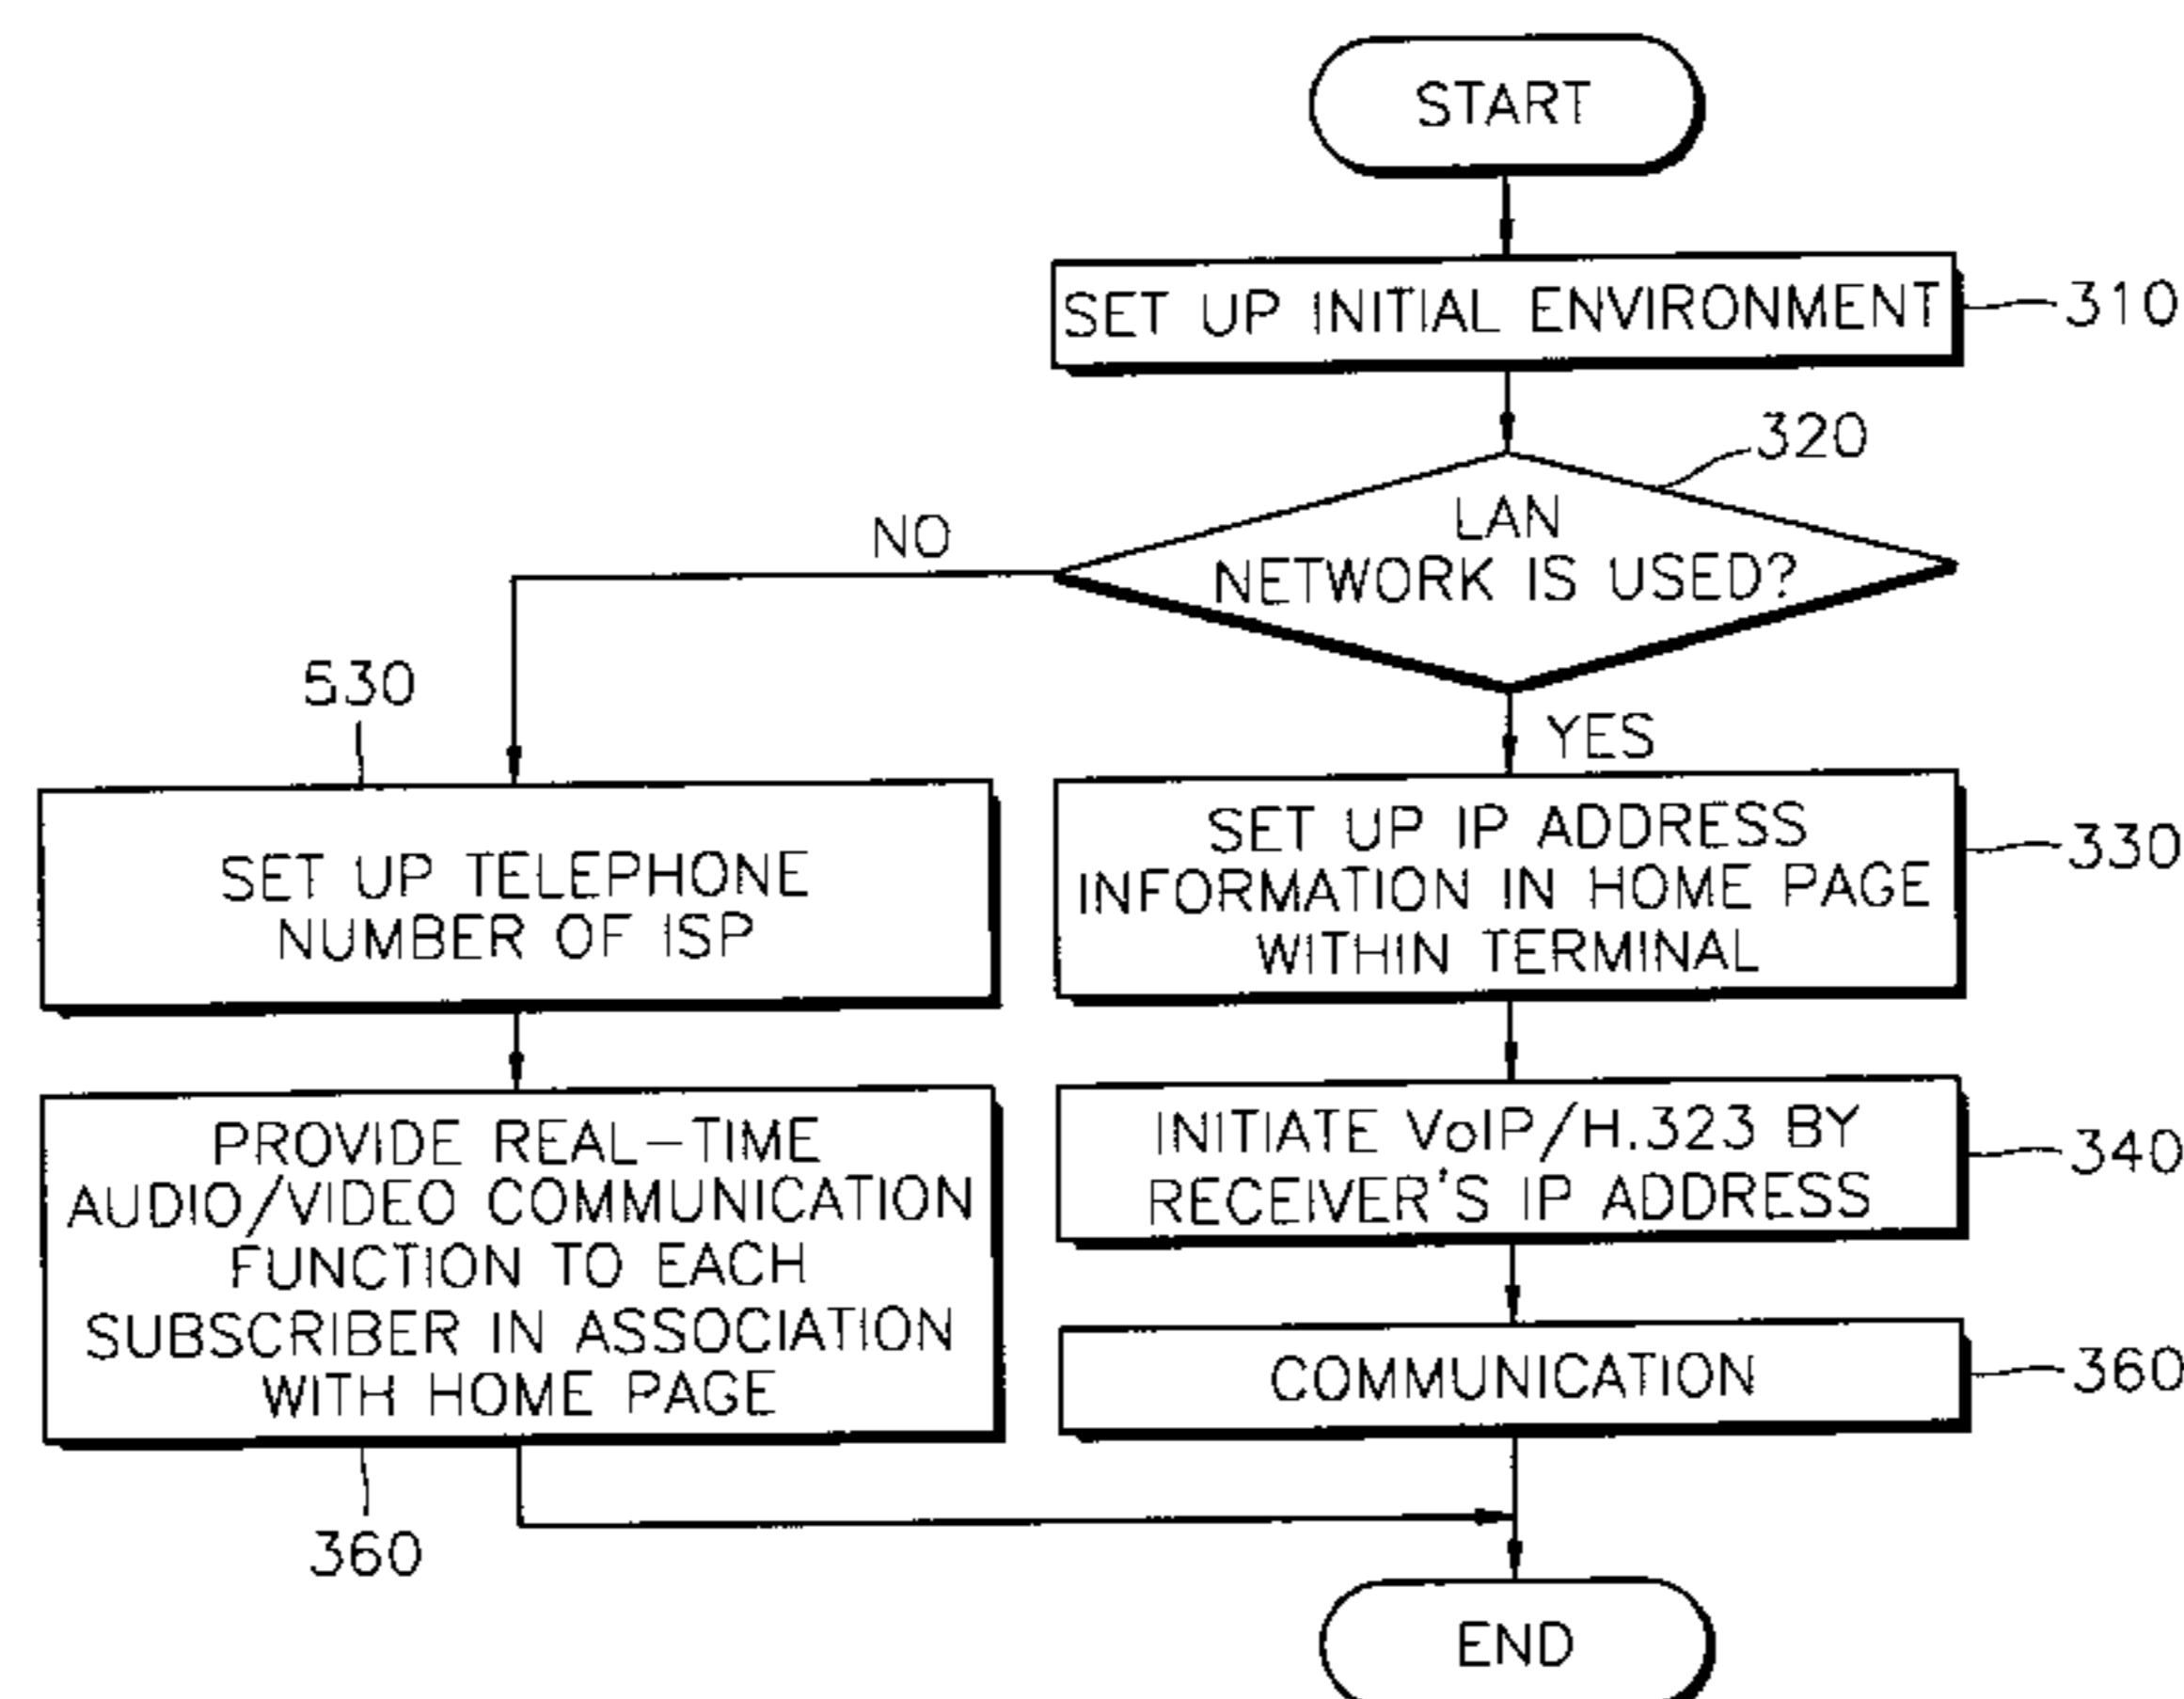 START
SET UP INITIAL ENVIRONMENT
310
320
LAN
NETWORK IS USED?
NO
YES
530
SET UP TELEPHONE
NUMBER OF ISP
SET UP IP ADDRESS
INFORMATION IN HOME PAGE
WITHIN TERMINAL
330
PROVIDE REAL-TIME
AUDIO/VIDEO COMMUNICATION
FUNCTION TO EACH
SUBSCRIBER IN ASSOCIATION
WITH HOME PAGE
360
INITIATE VoIP/H.323 BY
RECEIVER'S IP ADDRESS
340
COMMUNICATION
360
END